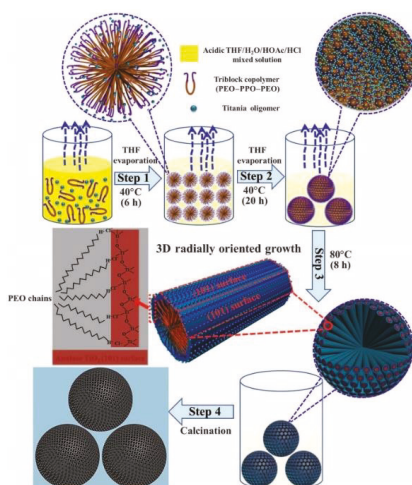 Acidic THF/H₂O/HOAc/HCl
mixed solution
Triblock copolymer
(PEO-PPO-PEO)
Titania oligomer
THF
evaporation
Step 1
40°C
(6 h)
THF
evaporation
Step 2
40°C
(20 h)
Step 3
80°C
(8 h)
3D radially oriented growth
PEO chains
(101) surface
Step 4
Calcination